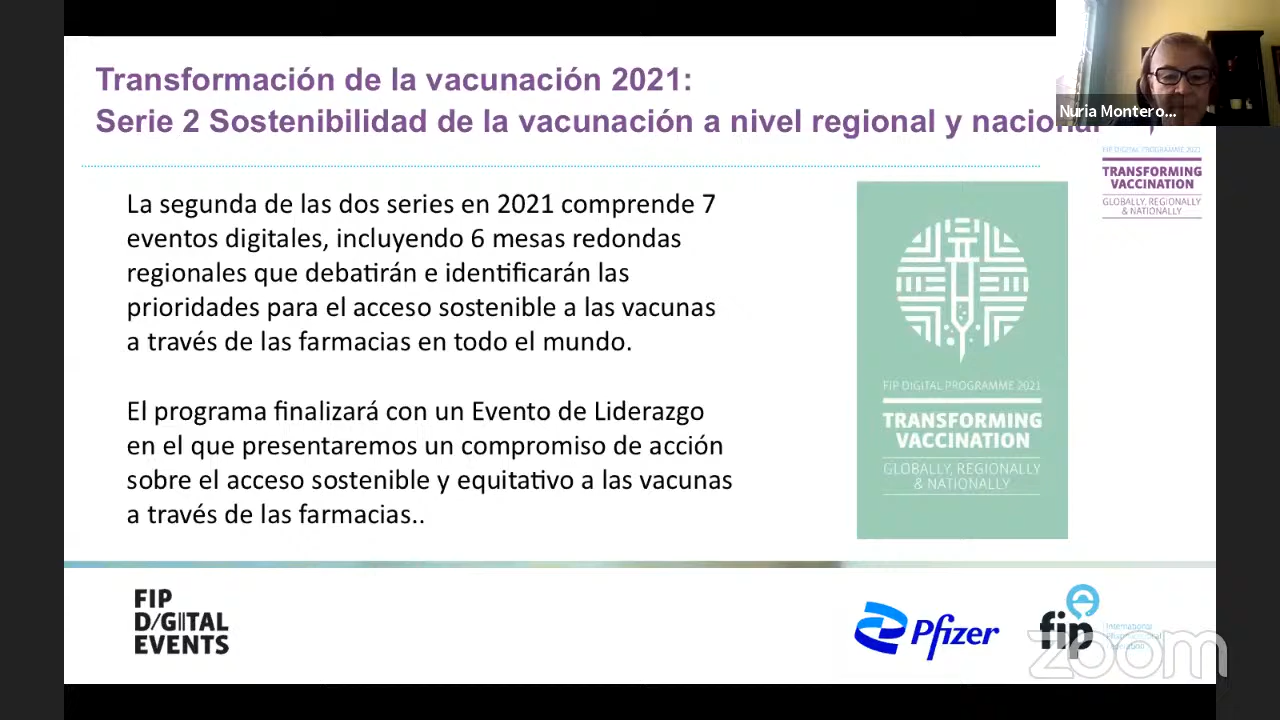 Transformación de la vacunación 2021:
Serie 2 Sostenibilidad de la vacunación a nivel regional y nacional
Nuria Montero...
FIP DIGITAL PROGRAMME 2021
TRANSFORMING
VACCINATION
GLOBALLY, REGIONALLY
& NATIONALLY
La segunda de las dos series en 2021 comprende 7
eventos digitales, incluyendo 6 mesas redondas
regionales que debatirán e identificarán las
prioridades para el acceso sostenible a las vacunas
a través de las farmacias en todo el mundo.
El programa finalizará con un Evento de Liderazgo
en el que presentaremos un compromiso de acción
sobre el acceso sostenible y equitativo a las vacunas
a través de las farmacias..
FIP DIGITAL PROGRAMME 2021
TRANSFORMING
VACCINATION
GLOBALLY, REGIONALLY
& NATIONALLY
FIP
D/GITAL
EVENTS
Pfizer
fip
International
Pharmaceutical
Federation
zoom